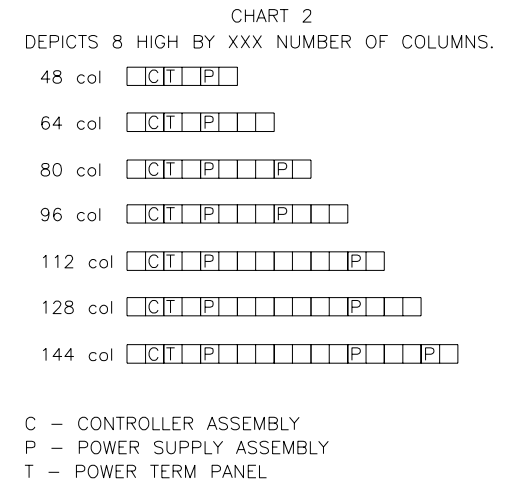 CHART 2
DEPICTS 8 HIGH BY XXX NUMBER OF COLUMNS.
48 col C T P
64 col C T P
80 col C T P P
96 col C T P P
112 col C T P P
128 col C T P P
144 col C T P P P
C – CONTROLLER ASSEMBLY
P – POWER SUPPLY ASSEMBLY
T – POWER TERM PANEL